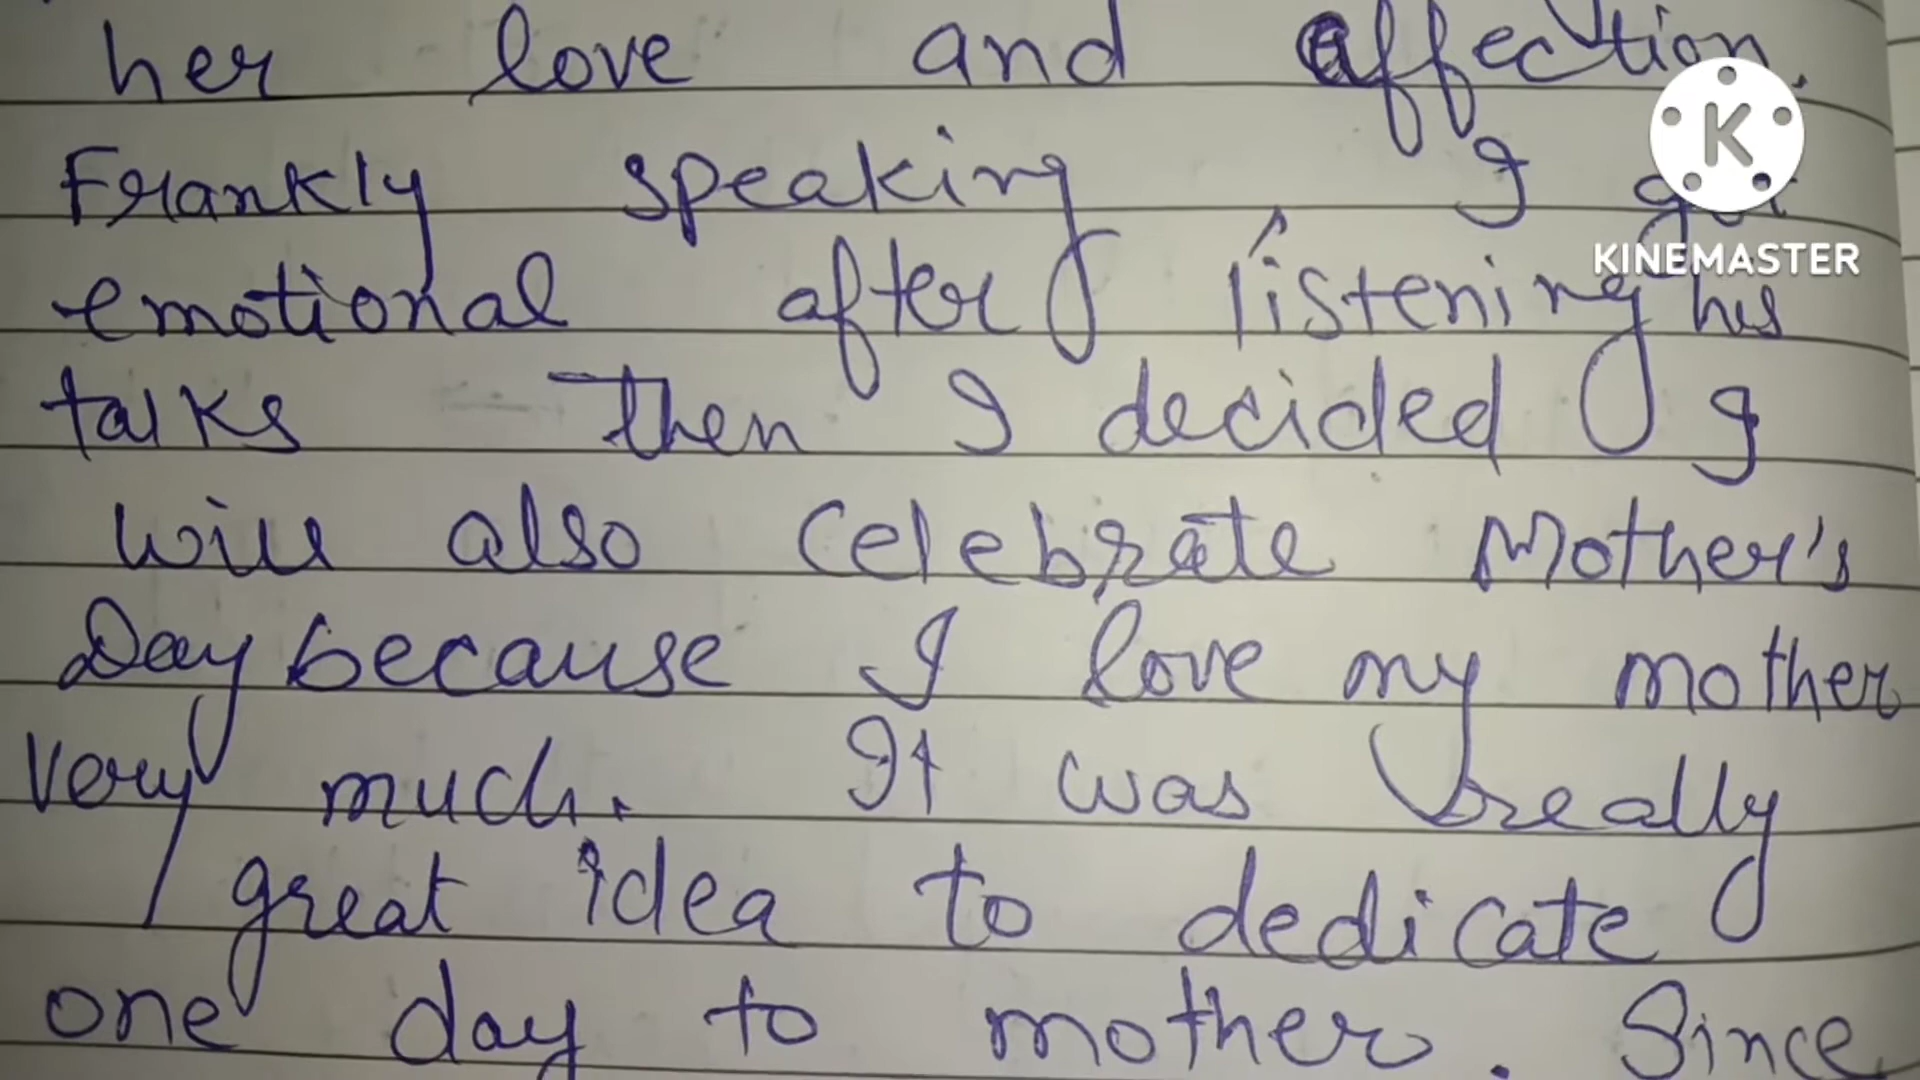 her love and affection.
Frankly speaking I got
emotional after listening his
talks Then I decided I
will also celebrate Mother's
Day because I love my mother
very much. It was really
great idea to dedicate
one day to mother. Since
K
KINEMASTER